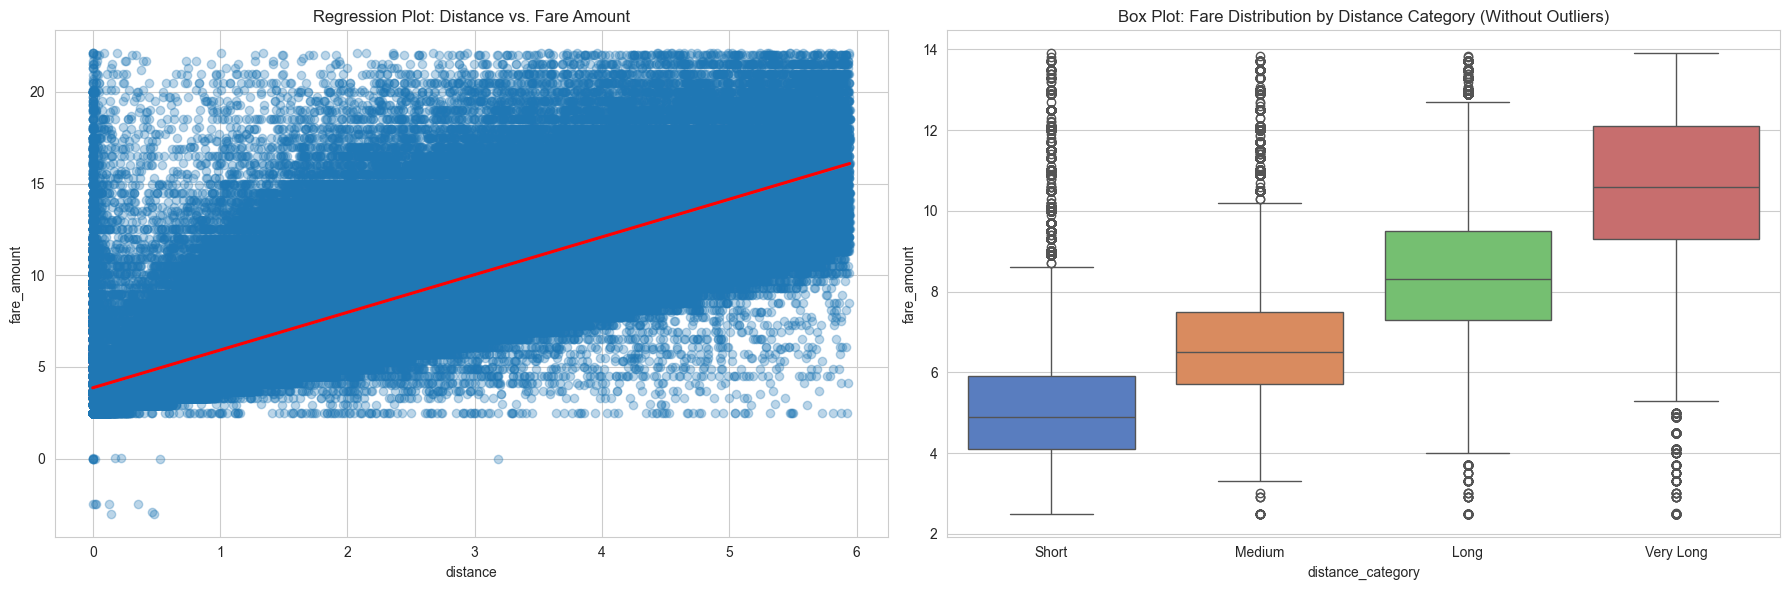 Regression Plot: Distance vs. Fare Amount
fare_amount
20
15
10
5
0
0 1 2 3 4 5 6
distance
Box Plot: Fare Distribution by Distance Category (Without Outliers)
fare_amount
14
12
10
8
6
4
2
Short Medium Long Very Long
distance_category